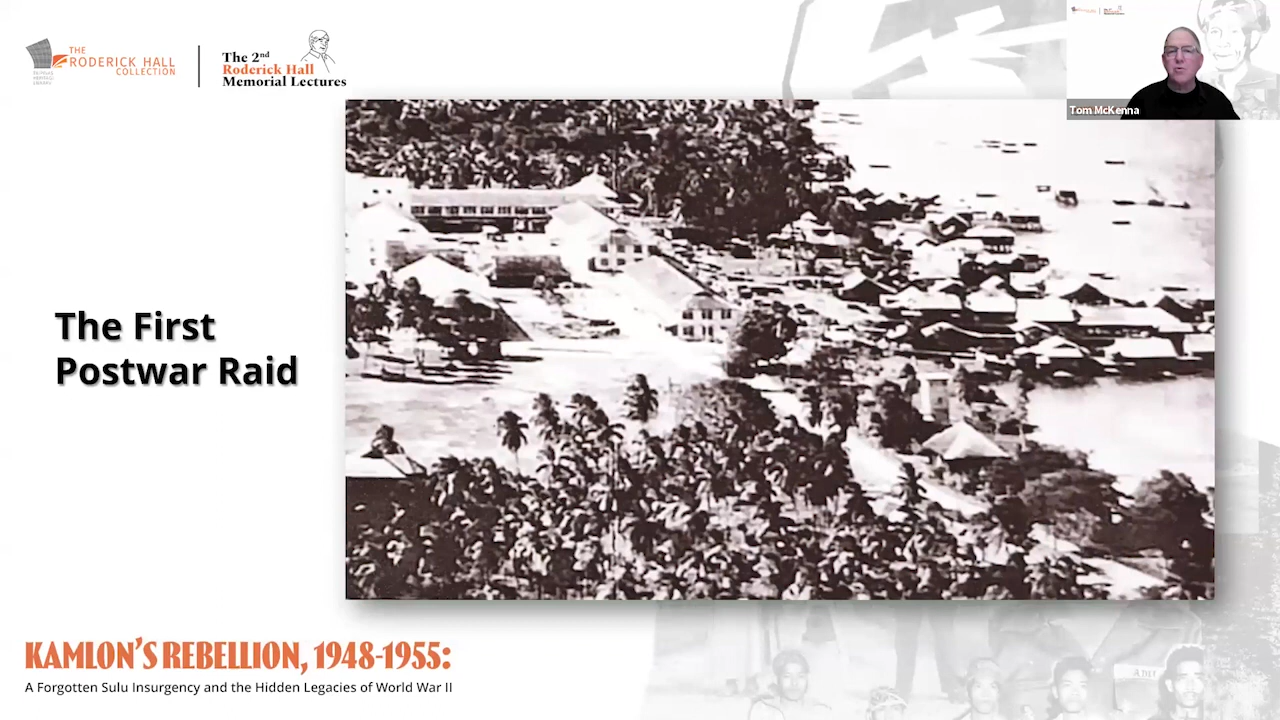 THE
RODERICK HALL
COLLECTION
The 2nd
Roderick Hall
Memorial Lectures
Tom McKenna
The First
Postwar Raid
KAMLON'S REBELLION, 1948-1955:
A Forgotten Sulu Insurgency and the Hidden Legacies of World War II